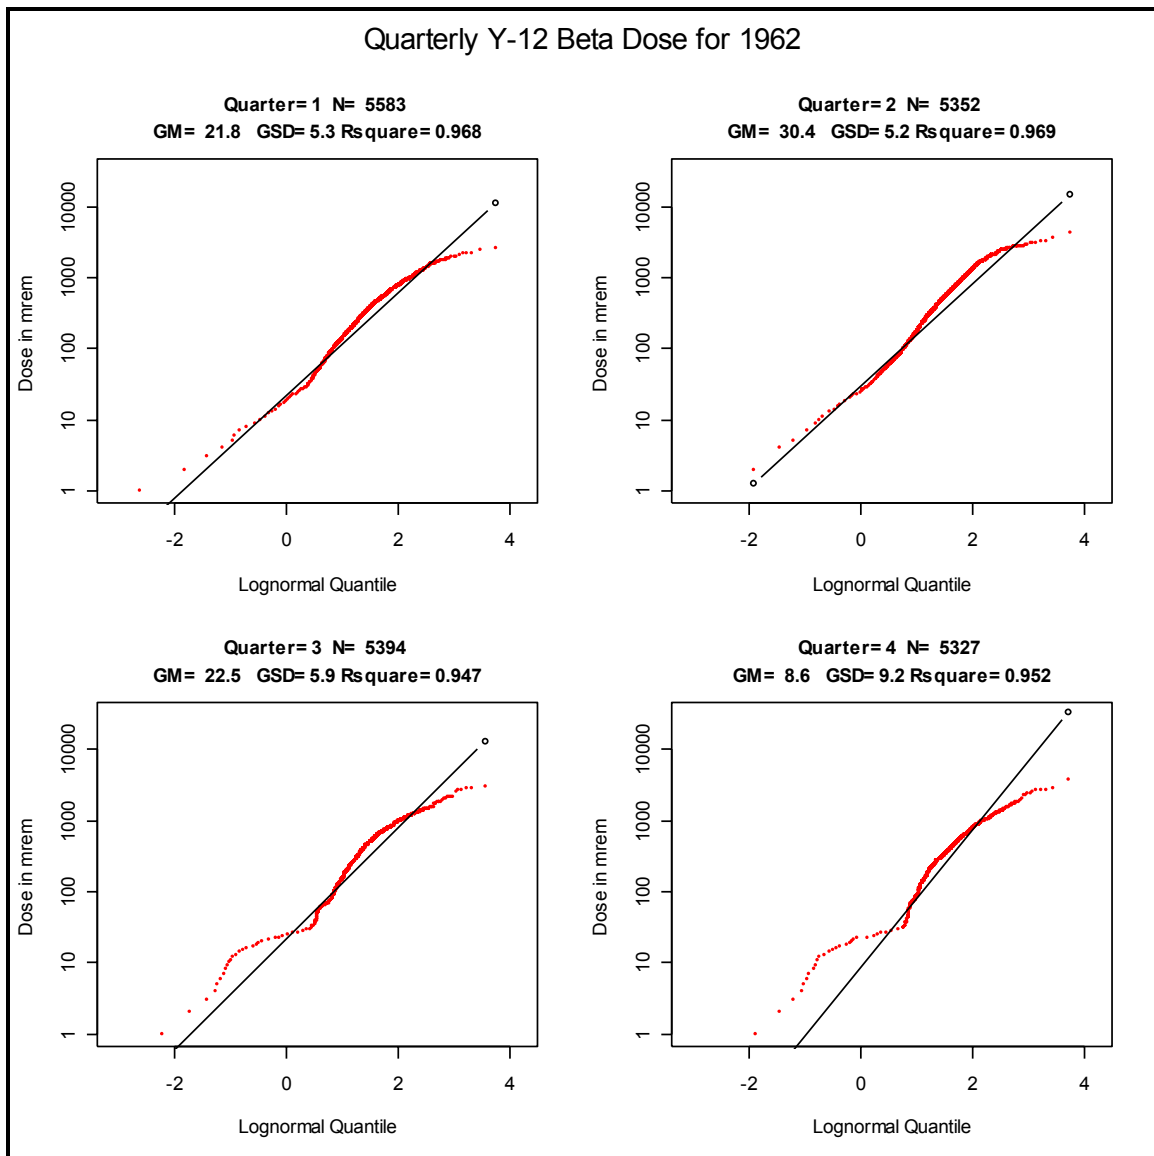 Quarterly Y-12 Beta Dose for 1962
Quarter= 1 N= 5583
GM= 21.8 GSD= 5.3 Rsquare= 0.968
Dose in mrem
10000
1000
100
10
1
-2 0 2 4
Lognormal Quantile
Quarter= 2 N= 5352
GM= 30.4 GSD= 5.2 Rsquare= 0.969
Dose in mrem
10000
1000
100
10
1
-2 0 2 4
Lognormal Quantile
Quarter= 3 N= 5394
GM= 22.5 GSD= 5.9 Rsquare= 0.947
Dose in mrem
10000
1000
100
10
1
-2 0 2 4
Lognormal Quantile
Quarter= 4 N= 5327
GM= 8.6 GSD= 9.2 Rsquare= 0.952
Dose in mrem
10000
1000
100
10
1
-2 0 2 4
Lognormal Quantile